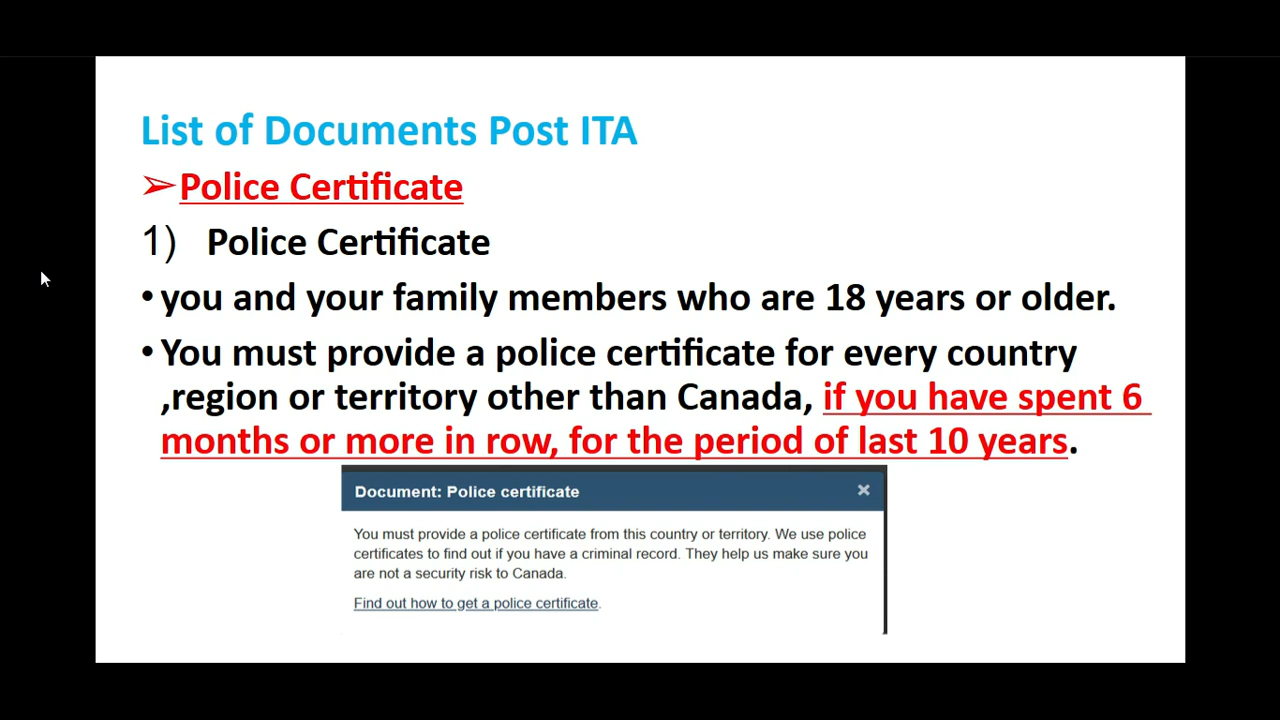 List of Documents Post ITA
➢Police Certificate
1) Police Certificate
• you and your family members who are 18 years or older.
• You must provide a police certificate for every country
,region or territory other than Canada, if you have spent 6
months or more in row, for the period of last 10 years.
Document: Police certificate ×
You must provide a police certificate from this country or territory. We use police
certificates to find out if you have a criminal record. They help us make sure you
are not a security risk to Canada.
Find out how to get a police certificate.